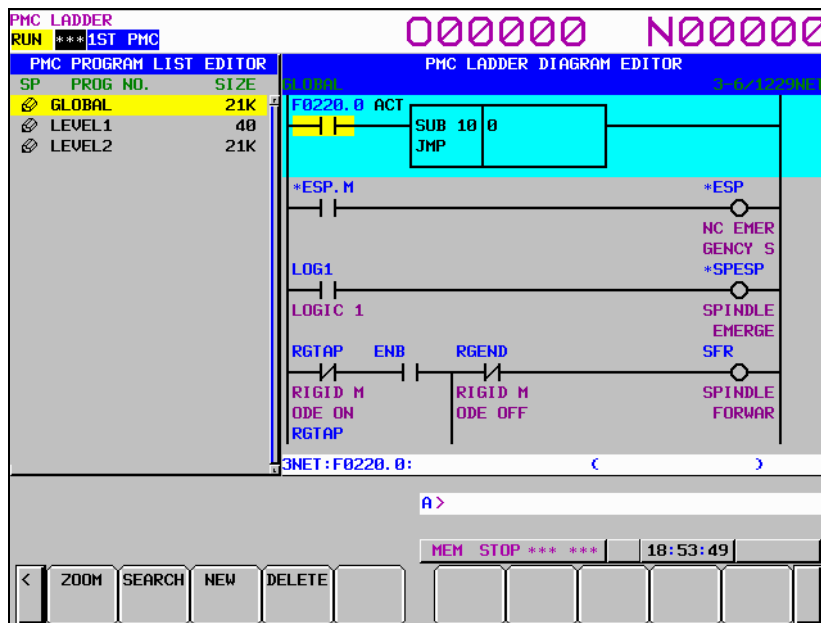 PMC LADDER
RUN ***1ST PMC
O00000 N00000
PMC PROGRAM LIST EDITOR
SP PROG NO. SIZE
GLOBAL 21K
LEVEL1 40
LEVEL2 21K
PMC LADDER DIAGRAM EDITOR
GLOBAL 3-6/1229NET
F0220.0 ACT
SUB 10 0
JMP
*ESP.M *ESP
NC EMER
GENCY S
LOG1 *SPESP
LOGIC 1 SPINDLE
EMERGE
RGTAP ENB RGEND SFR
RIGID M RIGID M SPINDLE
ODE ON ODE OFF FORWAR
RGTAP
3NET:F0220.0: ( )
A>
MEM STOP *** *** 18:53:49
< ZOOM SEARCH NEW DELETE